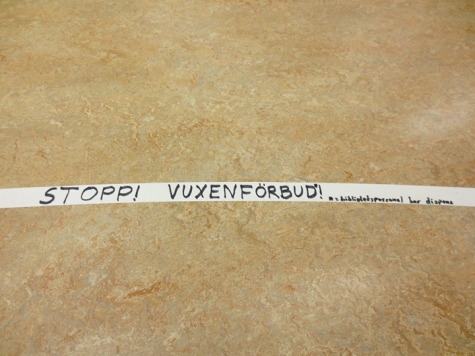 STOPP! VUXENFÖRBUD!* *=bibliotekspersonal har dispens